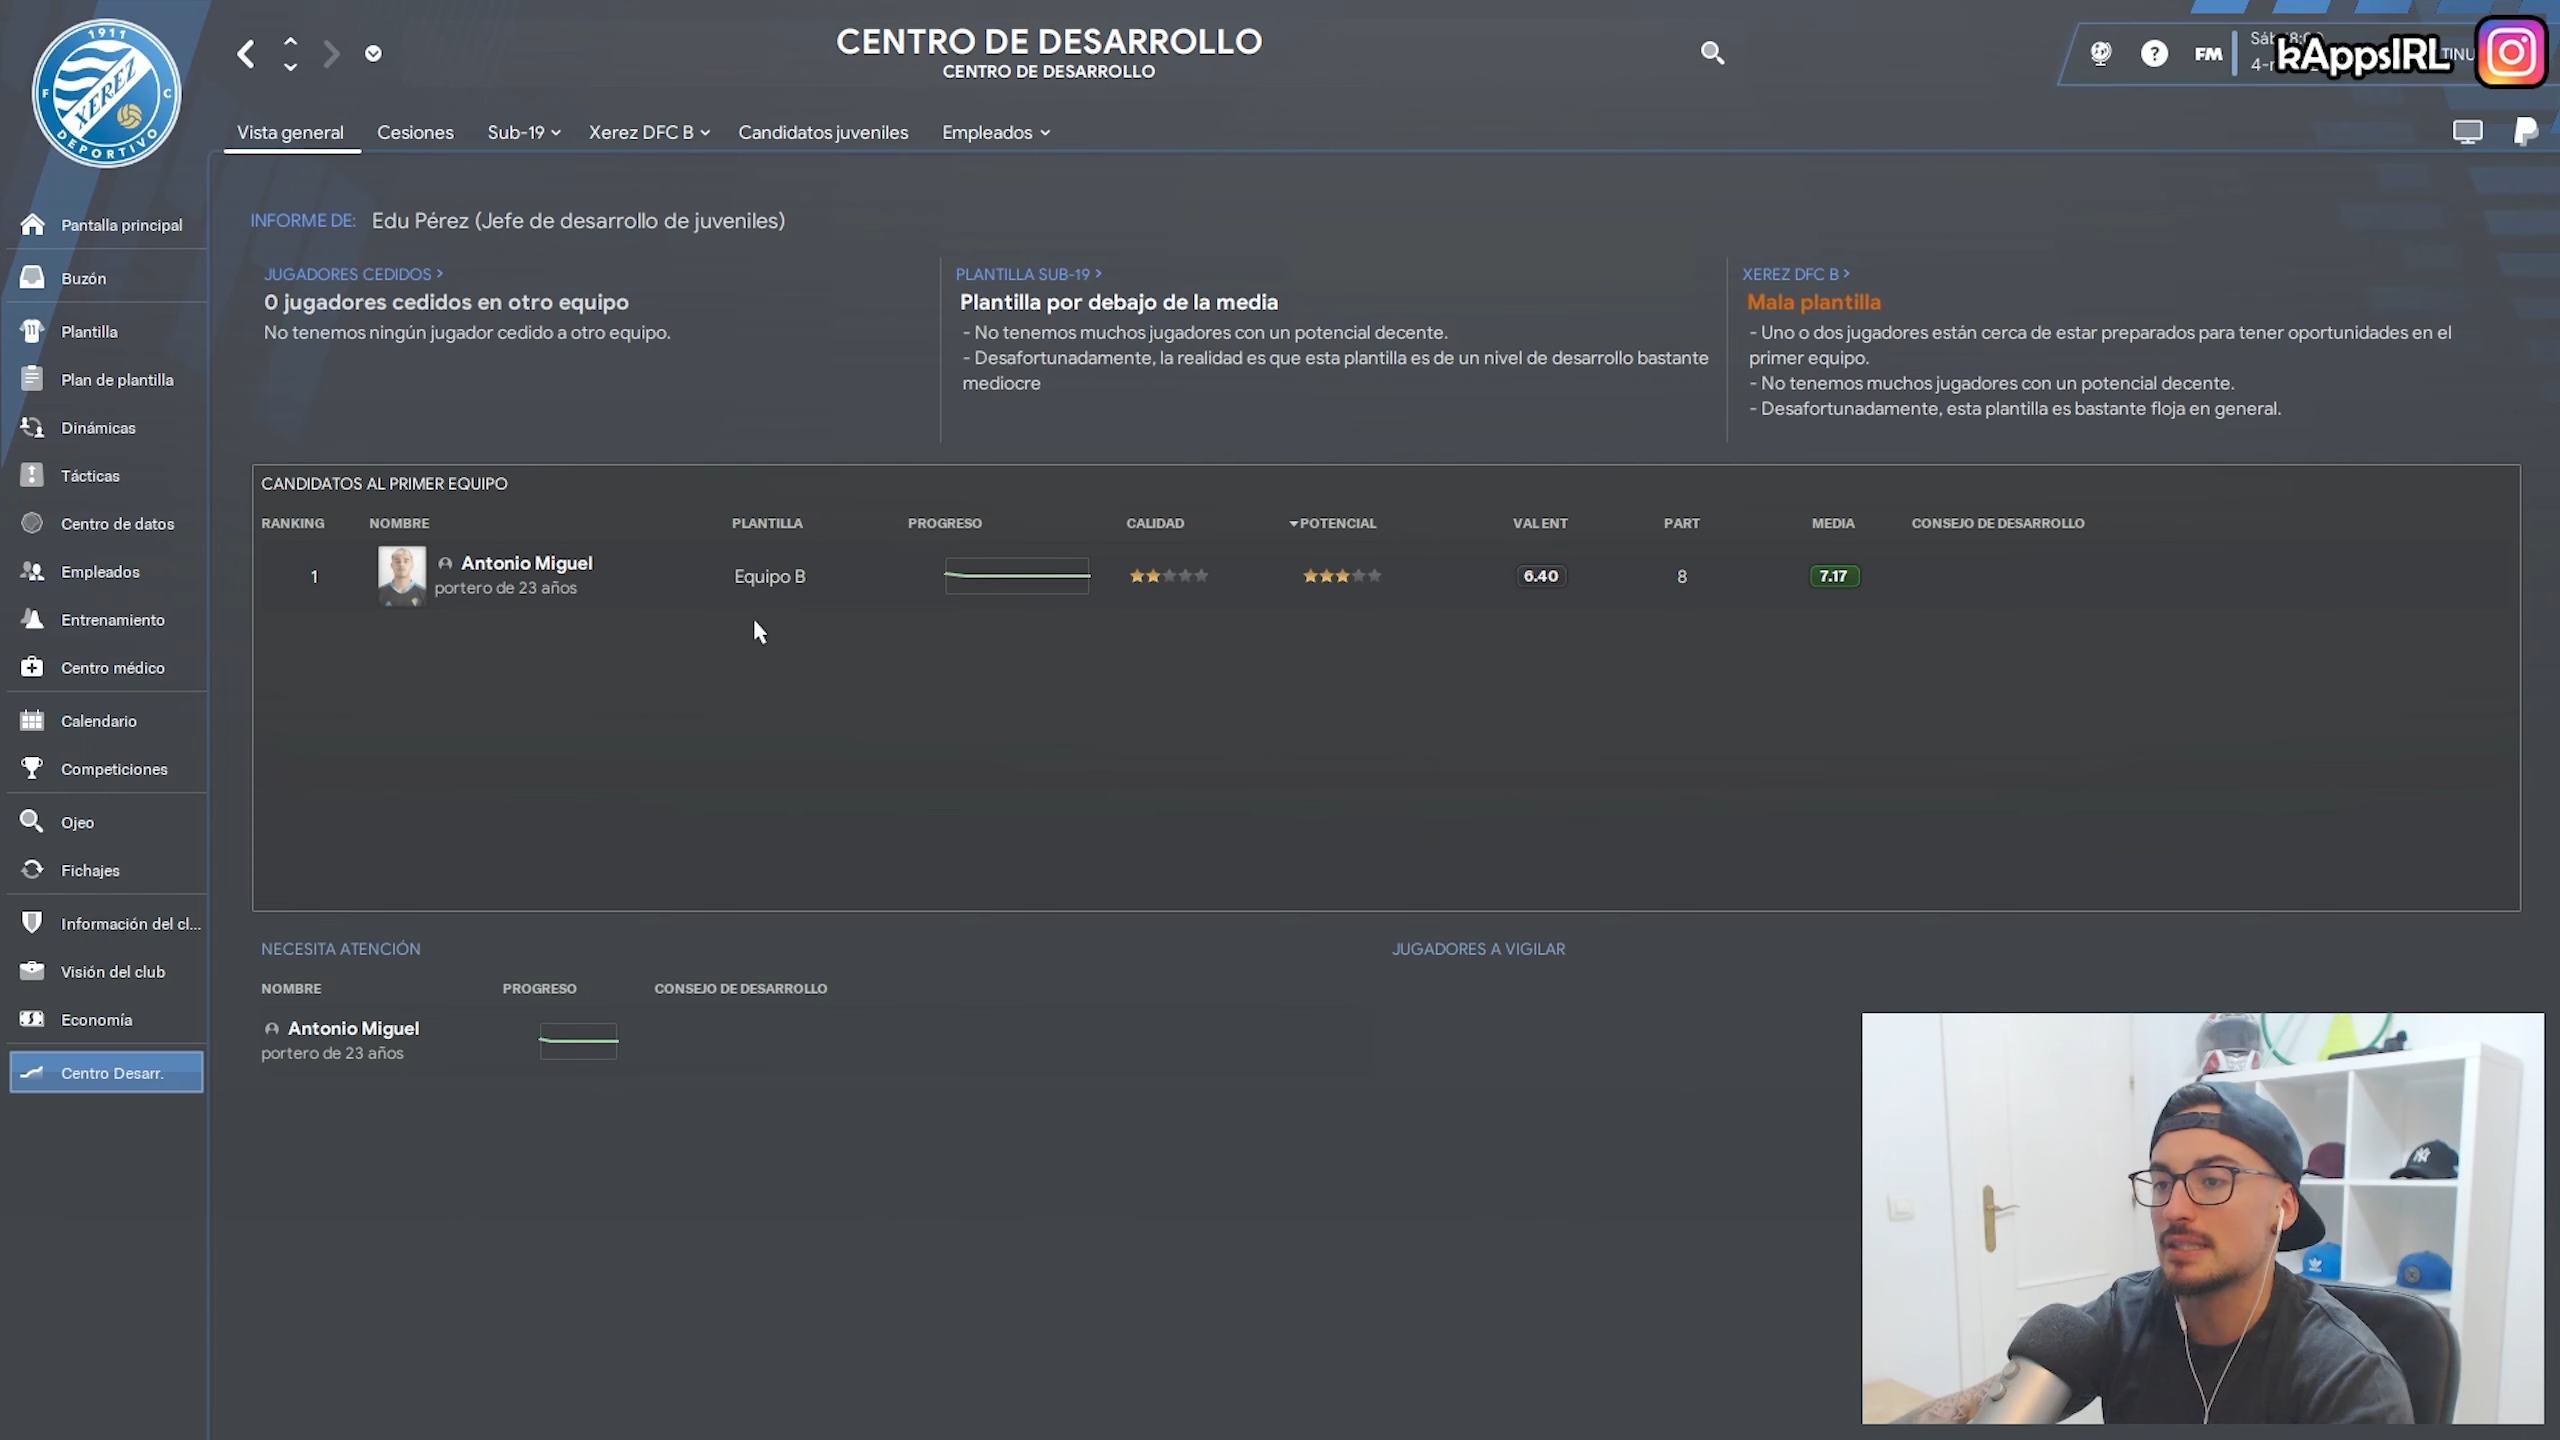 1911
XEREZ
F C
DEPORTIVO
CENTRO DE DESARROLLO
CENTRO DE DESARROLLO
FM
kAppsIRL
Vista general
Cesiones
Sub-19
Xerez DFC B
Candidatos juveniles
Empleados
Pantalla principal
Buzón
Plantilla
Plan de plantilla
Dinámicas
Tácticas
Centro de datos
Empleados
Entrenamiento
Centro médico
Calendario
Competiciones
Ojeo
Fichajes
Información del cl...
Visión del club
Economía
Centro Desarr.
INFORME DE: Edu Pérez (Jefe de desarrollo de juveniles)
JUGADORES CEDIDOS >
0 jugadores cedidos en otro equipo
No tenemos ningún jugador cedido a otro equipo.
PLANTILLA SUB-19 >
Plantilla por debajo de la media
- No tenemos muchos jugadores con un potencial decente.
- Desafortunadamente, la realidad es que esta plantilla es de un nivel de desarrollo bastante
mediocre
XEREZ DFC B >
Mala plantilla
- Uno o dos jugadores están cerca de estar preparados para tener oportunidades en el
primer equipo.
- No tenemos muchos jugadores con un potencial decente.
- Desafortunadamente, esta plantilla es bastante floja en general.
CANDIDATOS AL PRIMER EQUIPO
RANKING NOMBRE PLANTILLA PROGRESO CALIDAD POTENCIAL VAL ENT PART MEDIA CONSEJO DE DESARROLLO
1 Antonio Miguel Equipo B 6.40 8 7.17
portero de 23 años
NECESITA ATENCIÓN
NOMBRE PROGRESO CONSEJO DE DESARROLLO
Antonio Miguel
portero de 23 años
JUGADORES A VIGILAR